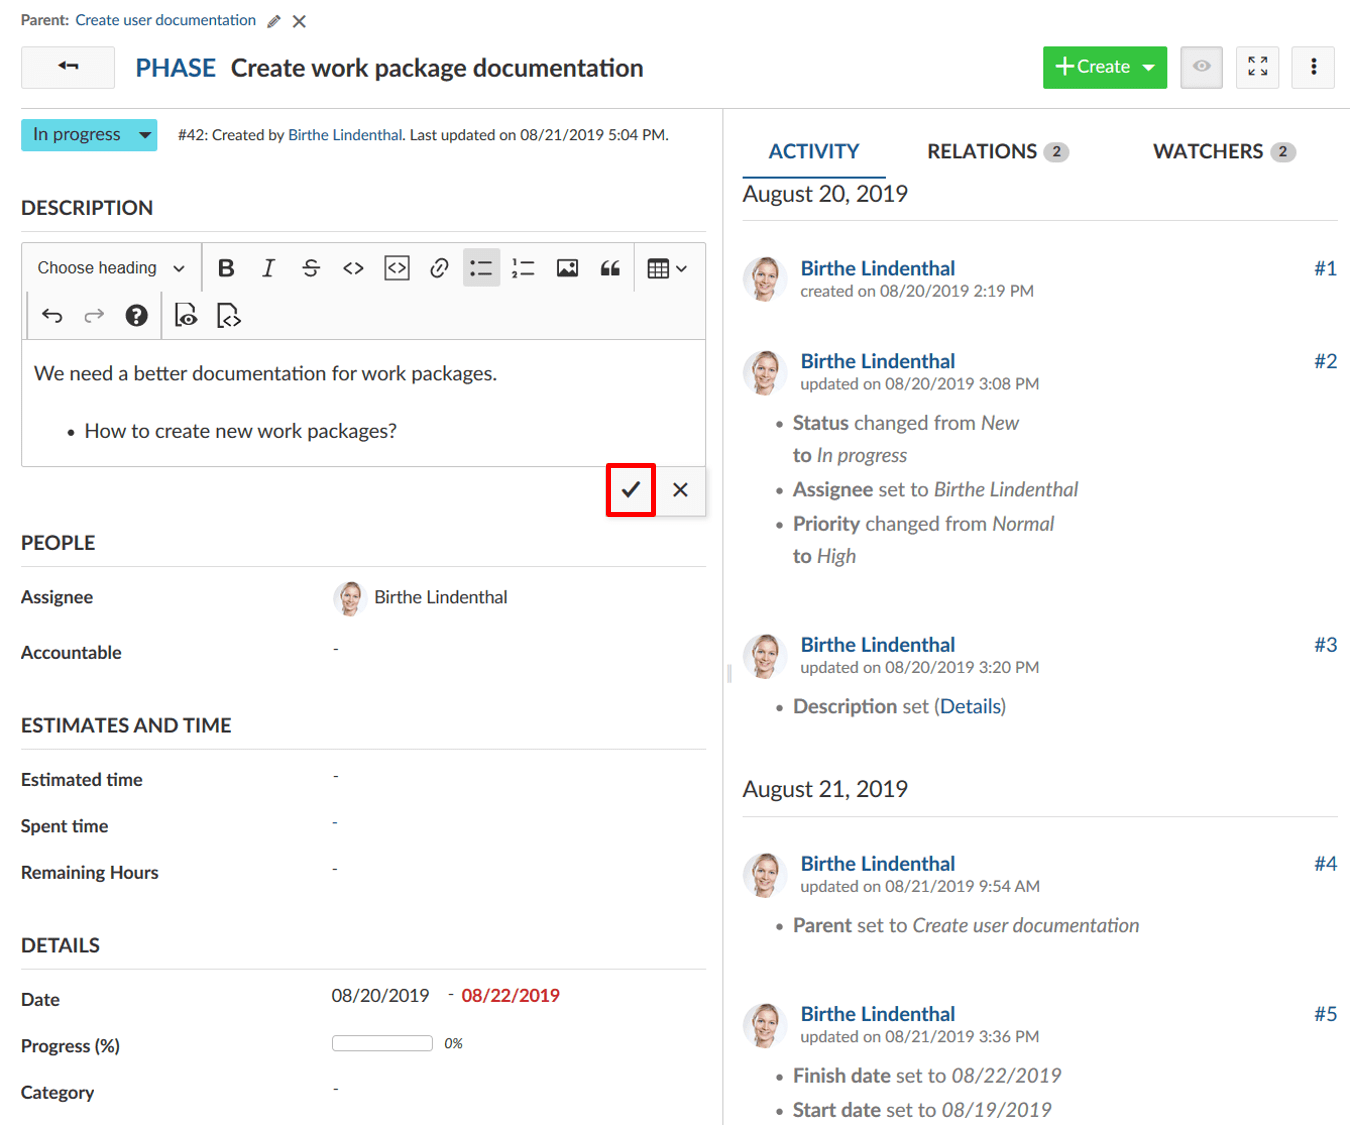 Parent: Create user documentation
PHASE Create work package documentation
Create
In progress
#42: Created by Birthe Lindenthal. Last updated on 08/21/2019 5:04 PM.
DESCRIPTION
Choose heading
We need a better documentation for work packages.
• How to create new work packages?
PEOPLE
Assignee Birthe Lindenthal
Accountable -
ESTIMATES AND TIME
Estimated time -
Spent time -
Remaining Hours -
DETAILS
Date 08/20/2019 - 08/22/2019
Progress (%) 0%
Category -
ACTIVITY RELATIONS 2 WATCHERS 2
August 20, 2019
Birthe Lindenthal #1
created on 08/20/2019 2:19 PM
Birthe Lindenthal #2
updated on 08/20/2019 3:08 PM
• Status changed from New
to In progress
• Assignee set to Birthe Lindenthal
• Priority changed from Normal
to High
Birthe Lindenthal #3
updated on 08/20/2019 3:20 PM
• Description set (Details)
August 21, 2019
Birthe Lindenthal #4
updated on 08/21/2019 9:54 AM
• Parent set to Create user documentation
Birthe Lindenthal #5
updated on 08/21/2019 3:36 PM
• Finish date set to 08/22/2019
• Start date set to 08/19/2019